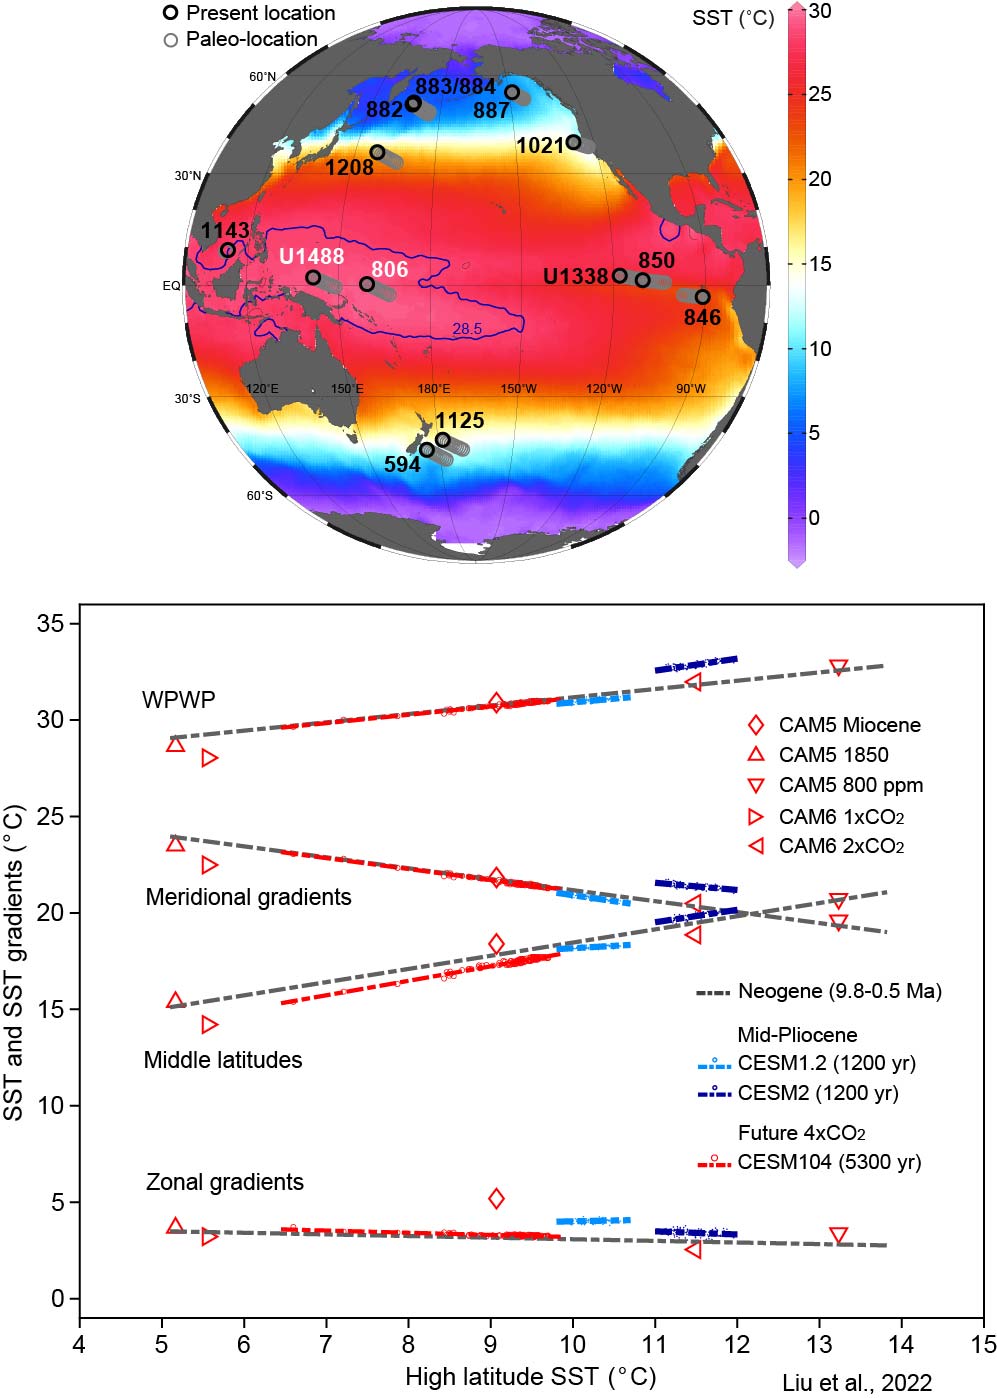 Present location
Paleo-location
SST (°C)
30
25
20
15
10
5
0
60°N
30°N
EQ
30°S
60°S
883/884
882
887
1021
1208
1143
U1488
806
U1338
850
846
28.5
120°E
150°E
180°E
150°W
120°W
90°W
1125
594
SST and SST gradients (°C)
35
30
25
20
15
10
5
0
WPWP
Meridional gradients
Middle latitudes
Zonal gradients
CAM5 Miocene
CAM5 1850
CAM5 800 ppm
CAM6 1xCO2
CAM6 2xCO2
Neogene (9.8-0.5 Ma)
Mid-Pliocene
CESM1.2 (1200 yr)
CESM2 (1200 yr)
Future 4xCO2
CESM104 (5300 yr)
4 5 6 7 8 9 10 11 12 13 14 15
High latitude SST (°C)
Liu et al., 2022